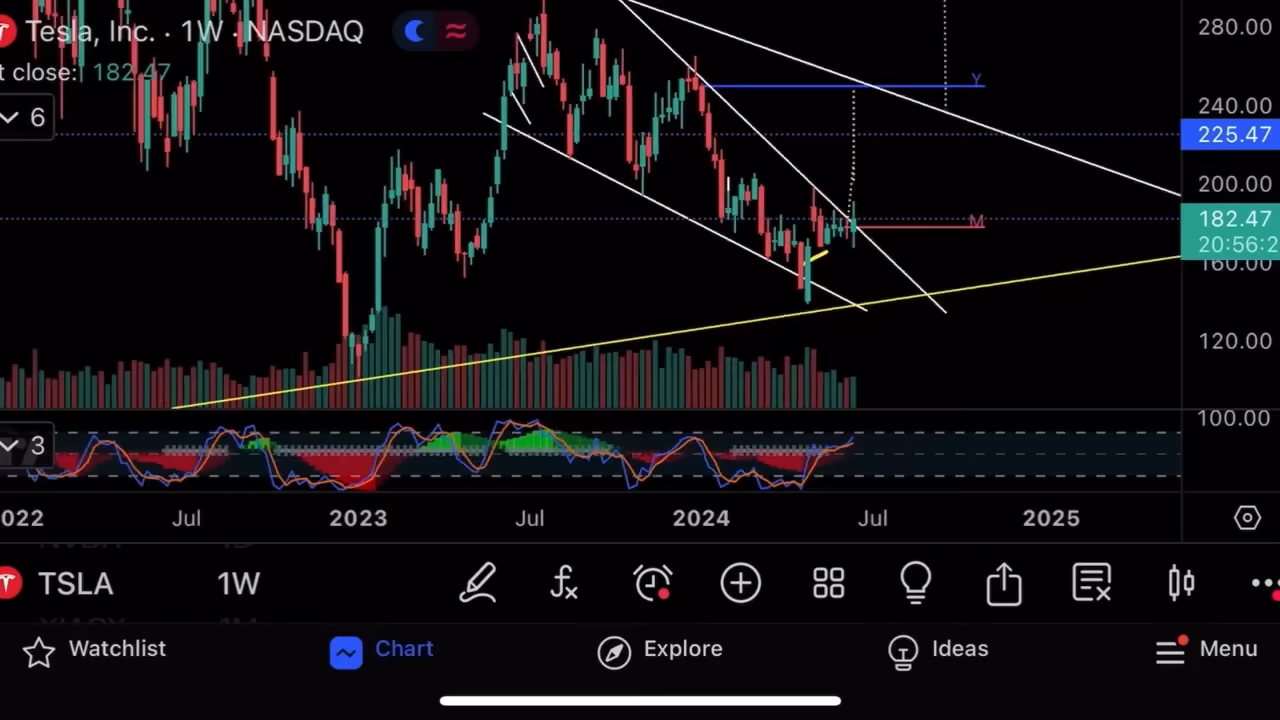 Tesla, Inc. · 1W · NASDAQ
t close: 182.47
6
Y
M
280.00
240.00
225.47
200.00
182.47
20:56:2
160.00
120.00
100.00
3
022 Jul 2023 Jul 2024 Jul 2025
TSLA 1W
Watchlist Chart Explore Ideas Menu